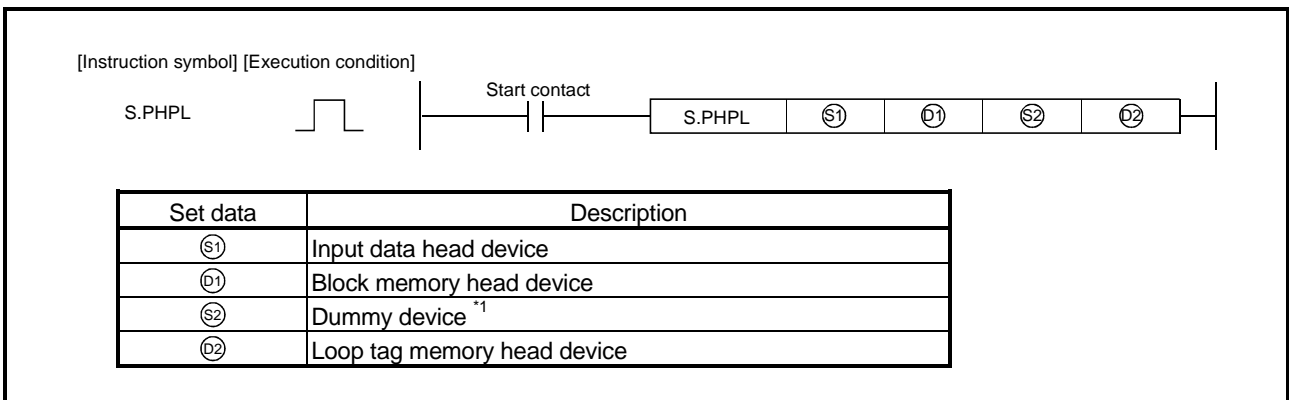 [Instruction symbol] [Execution condition]
Start contact
S.PHPL S.PHPL S1 D1 S2 D2
Set data Description
S1 Input data head device
D1 Block memory head device
S2 Dummy device *1
D2 Loop tag memory head device